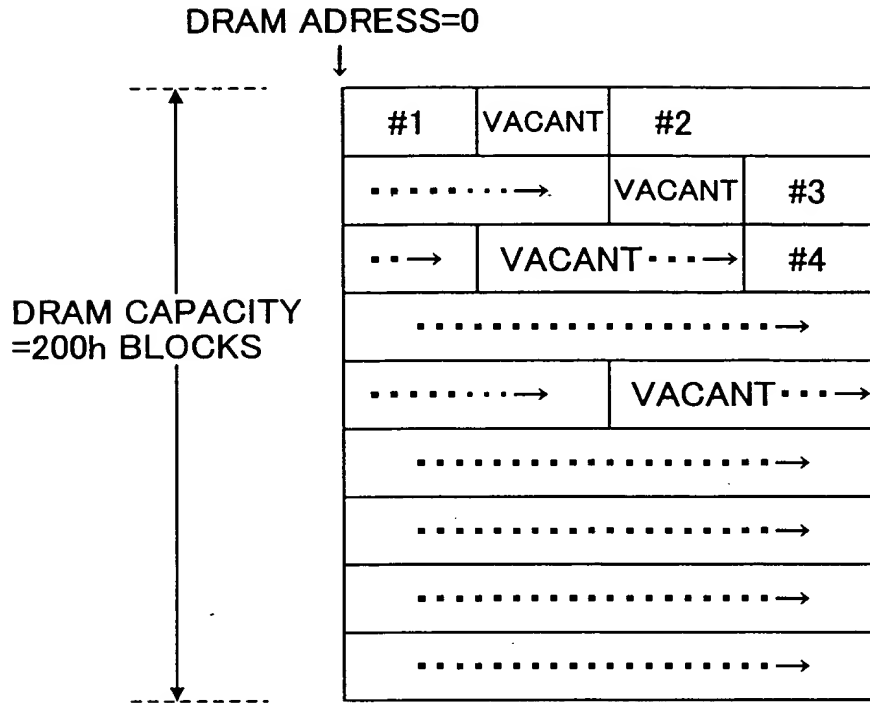 DRAM ADRESS=0
#1 VACANT #2
VACANT #3
VACANT #4
DRAM CAPACITY
=200h BLOCKS
VACANT